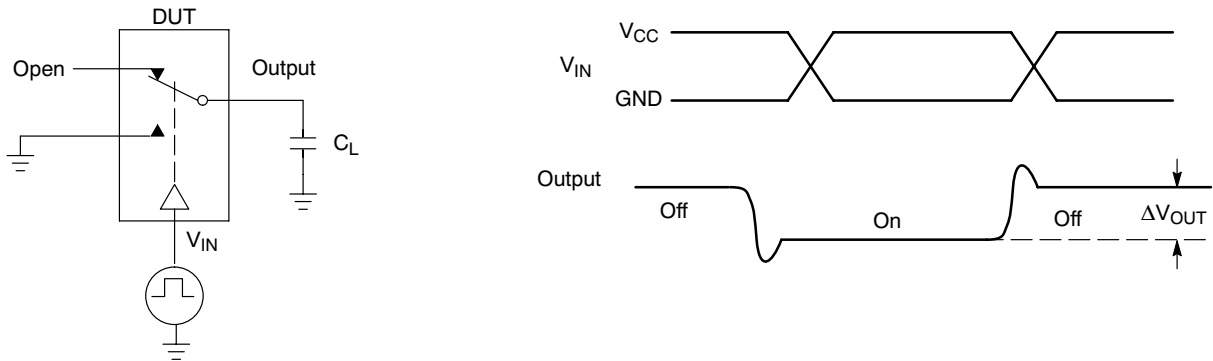 DUT
Open
Output
C_L
V_IN
V_CC
V_IN
GND
Output
Off
On
Off
ΔV_OUT